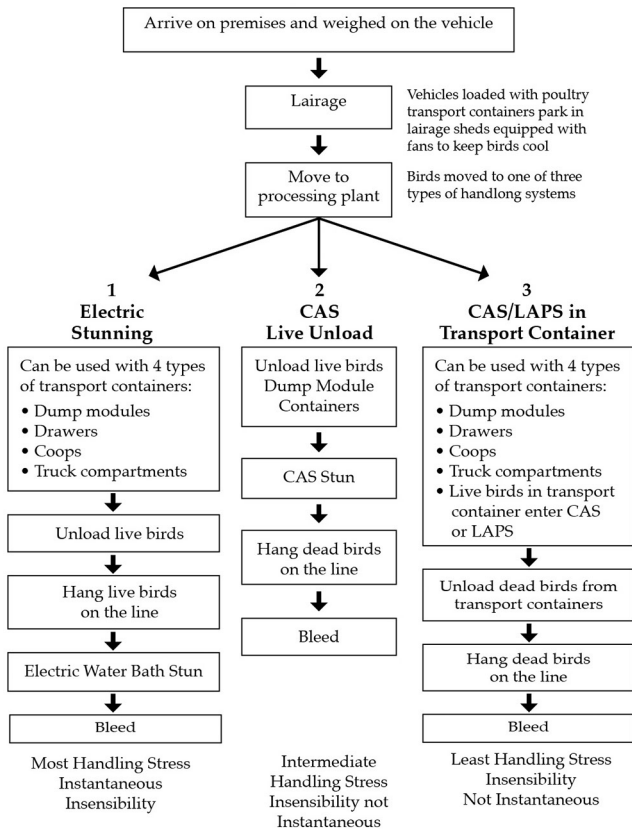 Arrive on premises and weighed on the vehicle
Lairage
Vehicles loaded with poultry
transport containers park in
lairage sheds equipped with
fans to keep birds cool
Move to
processing plant
Birds moved to one of three
types of handlong systems
1
Electric
Stunning
Can be used with 4 types
of transport containers:
• Dump modules
• Drawers
• Coops
• Truck compartments
Unload live birds
Hang live birds
on the line
Electric Water Bath Stun
Bleed
Most Handling Stress
Instantaneous
Insensibility
2
CAS
Live Unload
Unload live birds
Dump Module
Containers
CAS Stun
Hang dead birds
on the line
Bleed
Intermediate
Handling Stress
Insensibility not
Instantaneous
3
CAS/LAPS in
Transport Container
Can be used with 4 types
of transport containers:
• Dump modules
• Drawers
• Coops
• Truck compartments
• Live birds in transport
container enter CAS
or LAPS
Unload dead birds from
transport containers
Hang dead birds
on the line
Bleed
Least Handling Stress
Insensibility
Not Instantaneous